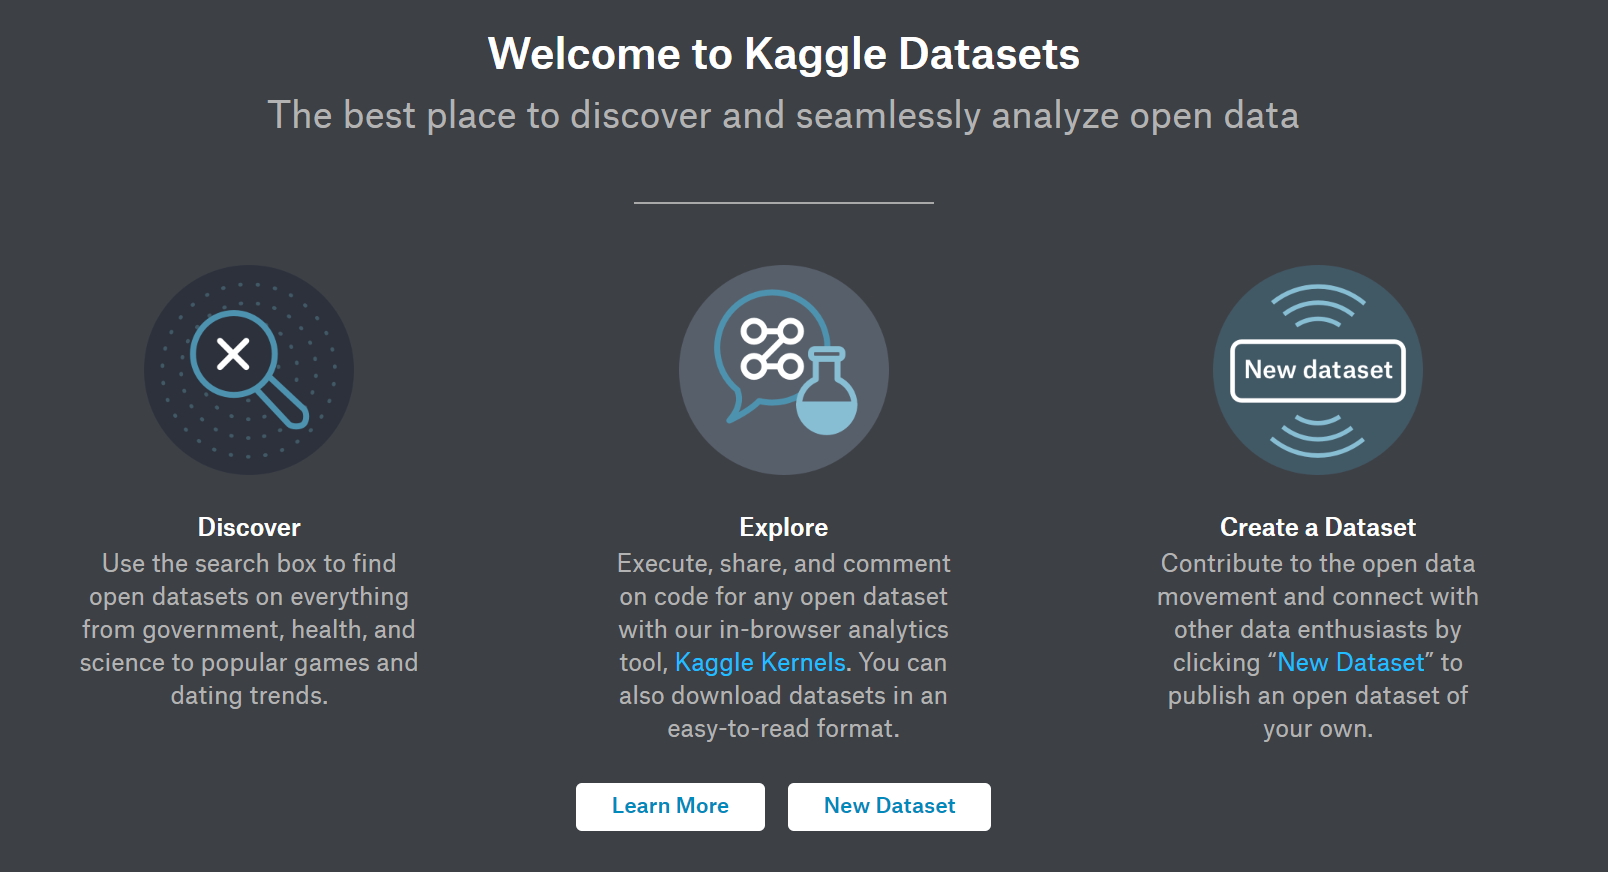 Welcome to Kaggle Datasets
The best place to discover and seamlessly analyze open data
New dataset
Discover
Use the search box to find
open datasets on everything
from government, health, and
science to popular games and
dating trends.
Explore
Execute, share, and comment
on code for any open dataset
with our in-browser analytics
tool, Kaggle Kernels. You can
also download datasets in an
easy-to-read format.
Create a Dataset
Contribute to the open data
movement and connect with
other data enthusiasts by
clicking “New Dataset” to
publish an open dataset of
your own.
Learn More
New Dataset